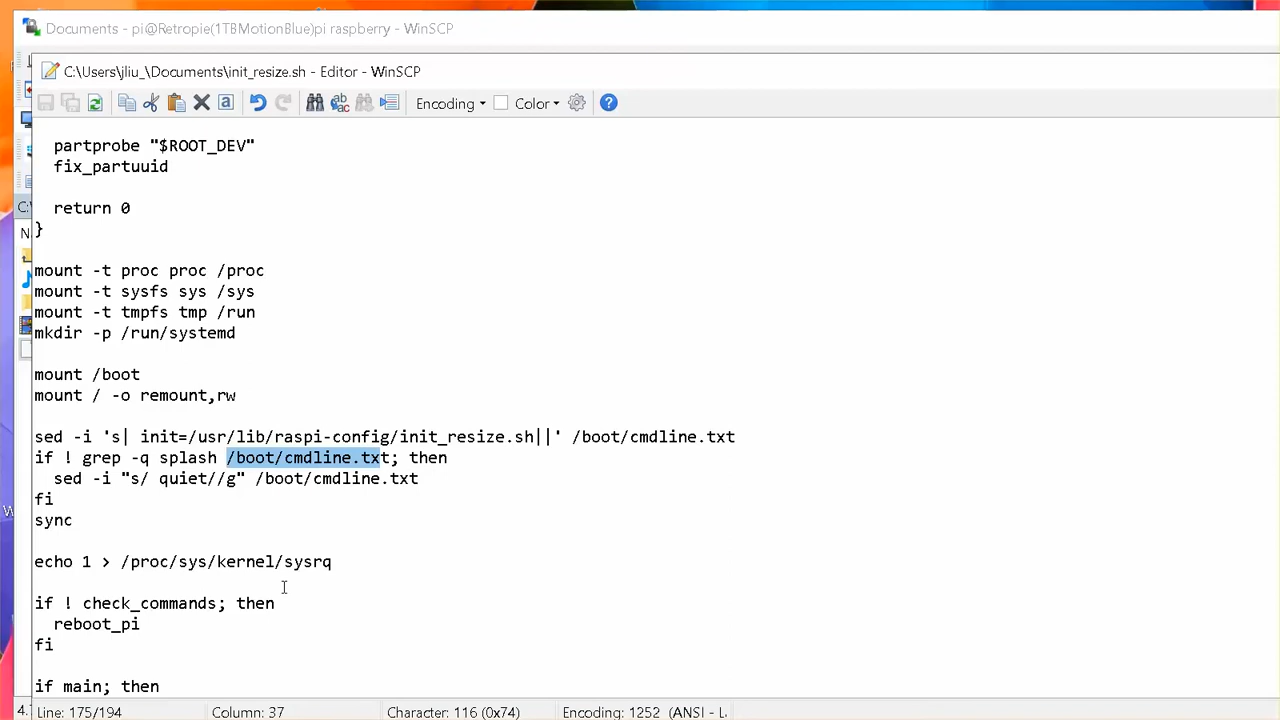 Documents - pi@Retropie(1TBMotionBlue)pi raspberry - WinSCP
C:\Users\jliu_\Documents\init_resize.sh - Editor - WinSCP
Encoding Color
partprobe "$ROOT_DEV"
fix_partuuid
return 0
}
mount -t proc proc /proc
mount -t sysfs sys /sys
mount -t tmpfs tmp /run
mkdir -p /run/systemd
mount /boot
mount / -o remount,rw
sed -i 's| init=/usr/lib/raspi-config/init_resize.sh||' /boot/cmdline.txt
if ! grep -q splash /boot/cmdline.txt; then
sed -i "s/ quiet//g" /boot/cmdline.txt
fi
sync
echo 1 > /proc/sys/kernel/sysrq
if ! check_commands; then
reboot_pi
fi
if main; then
Line: 175/194 Column: 37 Character: 116 (0x74) Encoding: 1252 (ANSI - L